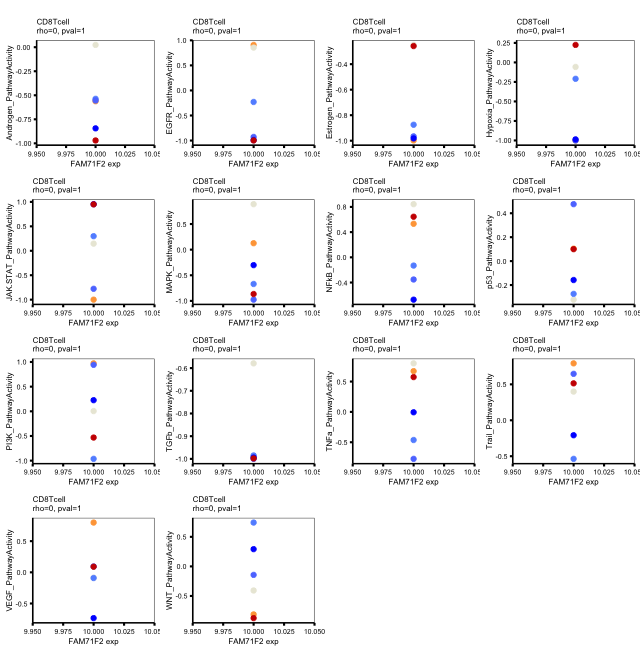 CD8Tcell
rho=0, pval=1
Androgen_PathwayActivity
0.00
-0.25
-0.50
-0.75
-1.00
9.950 9.975 10.000 10.025 10.05
FAM71F2 exp
CD8Tcell
rho=0, pval=1
EGFR_PathwayActivity
1.0
0.5
0.0
-0.5
-1.0
9.950 9.975 10.000 10.025 10.05
FAM71F2 exp
CD8Tcell
rho=0, pval=1
Estrogen_PathwayActivity
-0.4
-0.6
-0.8
-1.0
9.950 9.975 10.000 10.025 10.05
FAM71F2 exp
CD8Tcell
rho=0, pval=1
Hypoxia_PathwayActivity
0.25
0.00
-0.25
-0.50
-0.75
-1.00
9.950 9.975 10.000 10.025 10.05
FAM71F2 exp
CD8Tcell
rho=0, pval=1
JAK-STAT_PathwayActivity
1.0
0.5
0.0
-0.5
-1.0
9.950 9.975 10.000 10.025 10.05
FAM71F2 exp
CD8Tcell
rho=0, pval=1
MAPK_PathwayActivity
0.5
0.0
-0.5
-1.0
9.950 9.975 10.000 10.025 10.05
FAM71F2 exp
CD8Tcell
rho=0, pval=1
NFkB_PathwayActivity
0.8
0.4
0.0
-0.4
9.950 9.975 10.000 10.025 10.05
FAM71F2 exp
CD8Tcell
rho=0, pval=1
p53_PathwayActivity
0.4
0.2
0.0
-0.2
9.950 9.975 10.000 10.025 10.05
FAM71F2 exp
CD8Tcell
rho=0, pval=1
PI3K_PathwayActivity
1.0
0.5
0.0
-0.5
-1.0
9.950 9.975 10.000 10.025 10.05
FAM71F2 exp
CD8Tcell
rho=0, pval=1
TGFb_PathwayActivity
-0.6
-0.7
-0.8
-0.9
-1.0
9.950 9.975 10.000 10.025 10.05
FAM71F2 exp
CD8Tcell
rho=0, pval=1
TNFa_PathwayActivity
0.5
0.0
-0.5
9.950 9.975 10.000 10.025 10.05
FAM71F2 exp
CD8Tcell
rho=0, pval=1
Trail_PathwayActivity
0.5
0.0
-0.5
9.950 9.975 10.000 10.025 10.05
FAM71F2 exp
CD8Tcell
rho=0, pval=1
VEGF_PathwayActivity
0.5
0.0
-0.5
9.950 9.975 10.000 10.025 10.05
FAM71F2 exp
CD8Tcell
rho=0, pval=1
WNT_PathwayActivity
0.5
0.0
-0.5
9.950 9.975 10.000 10.025 10.050
FAM71F2 exp